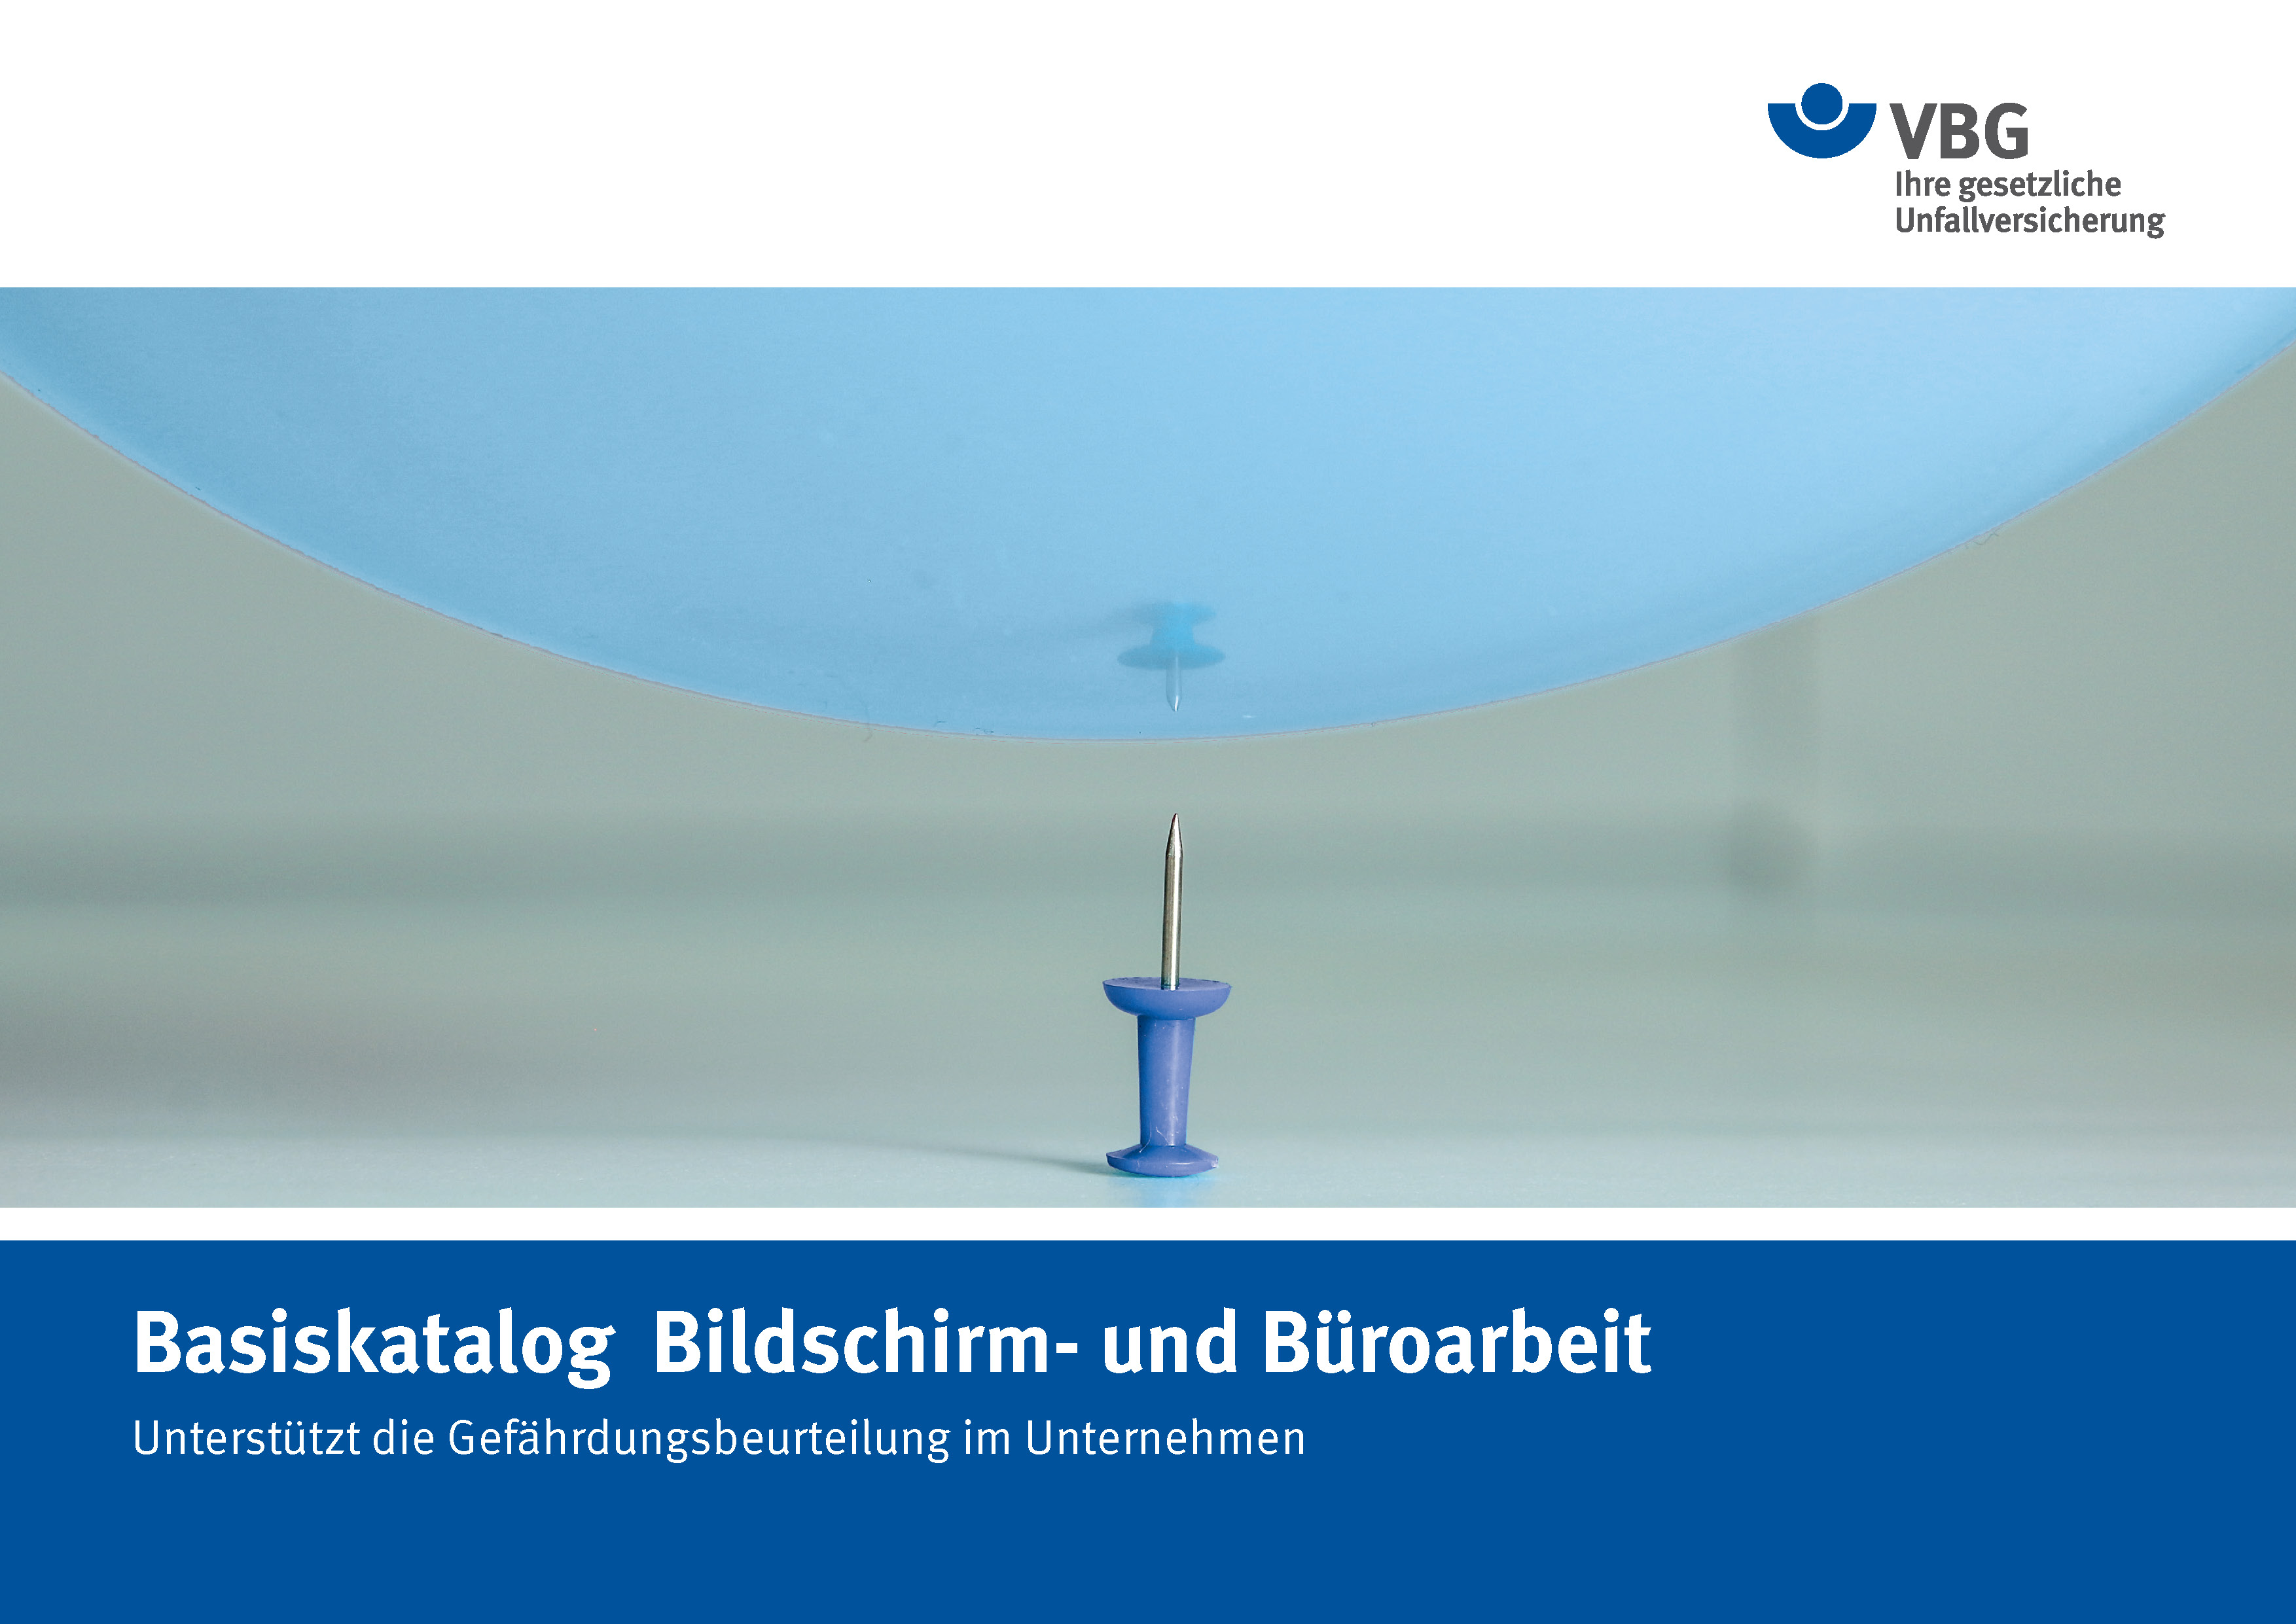 VBG
Ihre gesetzliche
Unfallversicherung
Basiskatalog Bildschirm- und Büroarbeit
Unterstützt die Gefährdungsbeurteilung im Unternehmen